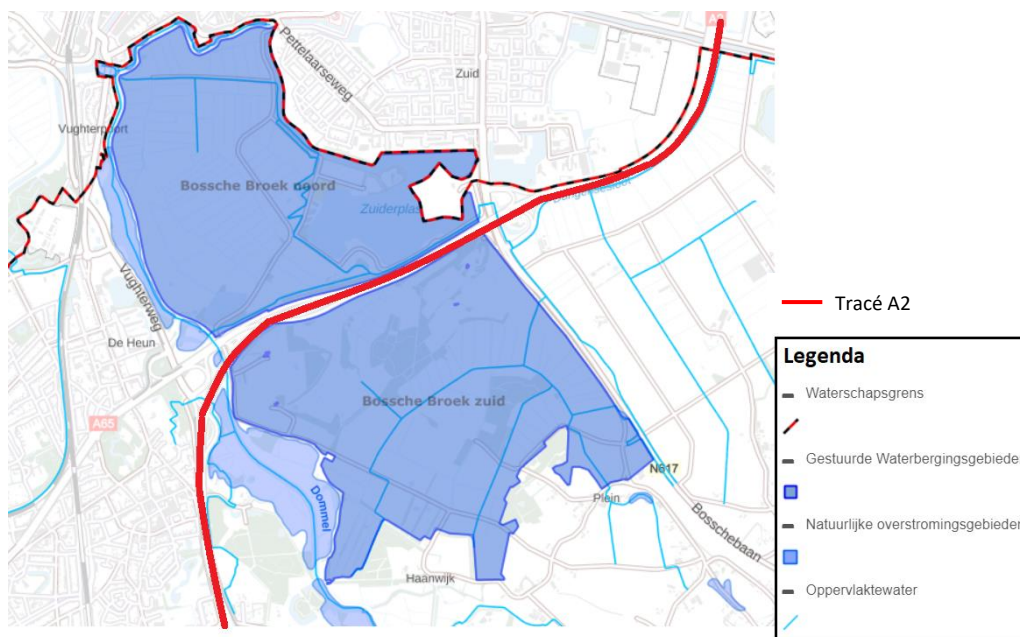 A2
Pettelaarseweg
Zuid
Vughterpoort
Bossche Broek noord
Zuiderplas
Vughterweg
De Heun
Tracé A2
Legenda
Waterschapsgrens
Bossche Broek zuid
A65
Gestuurde Waterbergingsgebieden
N617
Plein
Dommel
Bosschebaan
Natuurlijke overstromingsgebieden
Haanwijk
Oppervlaktewater